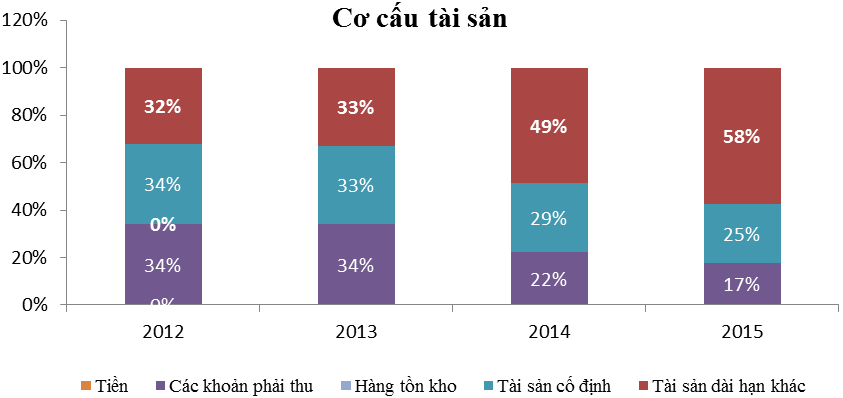 Cơ cấu tài sản
120%
100%
80%
60%
40%
20%
0%
32% 33% 49% 58%
34% 33% 29% 25%
0%
34% 34% 22% 17%
0%
2012 2013 2014 2015
Tiền Các khoản phải thu Hàng tồn kho Tài sản cố định Tài sản dài hạn khác